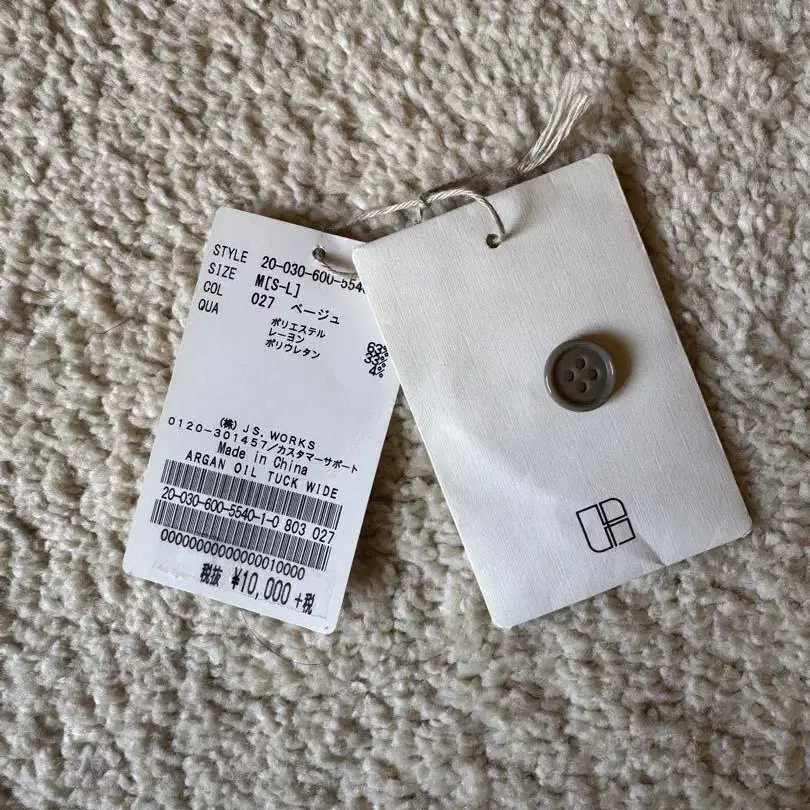 STYLE 20-030-600-5540
SIZE M[S-L]
COL 027 ベージュ
QUA
ポリエステル 63%
レーヨン 33%
ポリウレタン 4%
(株) J.S. WORKS
0120-301457/カスタマーサポート
Made in China
ARGAN OIL TUCK WIDE
20-030-600-5540-1-0 803 027
0000000000000010000
税抜 ¥10,000 +税